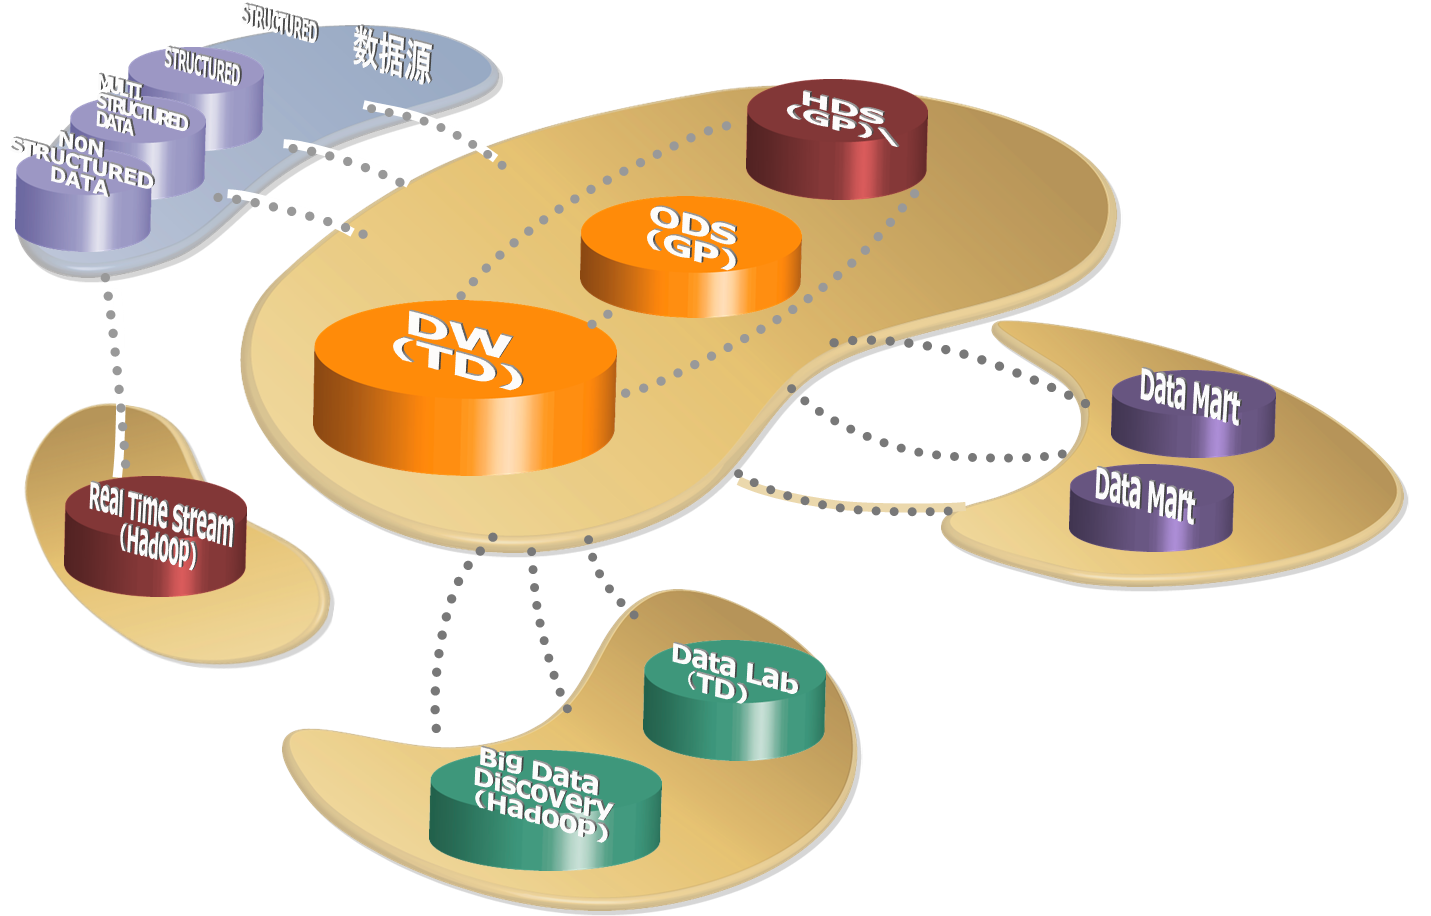 STRUCTURED
数据源
STRUCTURED
MULTI
STRUCTURED
DATA
NON
STRUCTURED
DATA
HDS
(GP)\
ODS
(GP)
DW
(TD)
Data Mart
Data Mart
Real Time Stream
(Hadoop)
Data Lab
(TD)
Big Data
Discovery
(Hadoop)